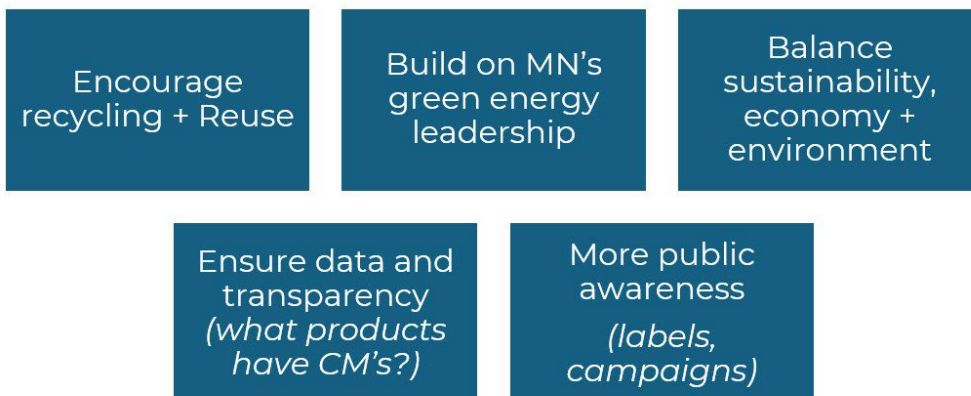 Encourage
recycling + Reuse
Build on MN’s
green energy
leadership
Balance
sustainability,
economy +
environment
Ensure data and
transparency
(what products
have CM’s?)
More public
awareness
(labels,
campaigns)